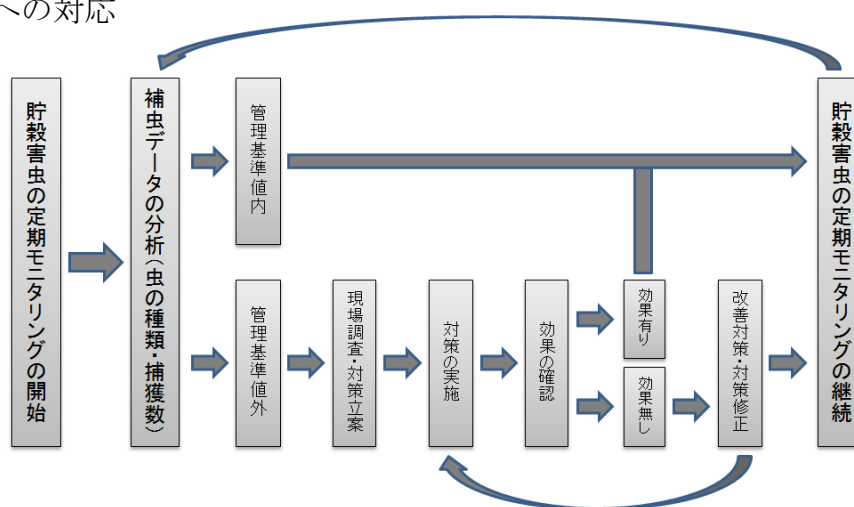 への対応
貯穀害虫の定期モニタリングの開始
補虫データの分析（虫の種類・捕獲数）
管理基準値内
管理基準値外
現場調査・対策立案
対策の実施
効果の確認
効果有り
効果無し
改善対策・対策修正
貯穀害虫の定期モニタリングの継続